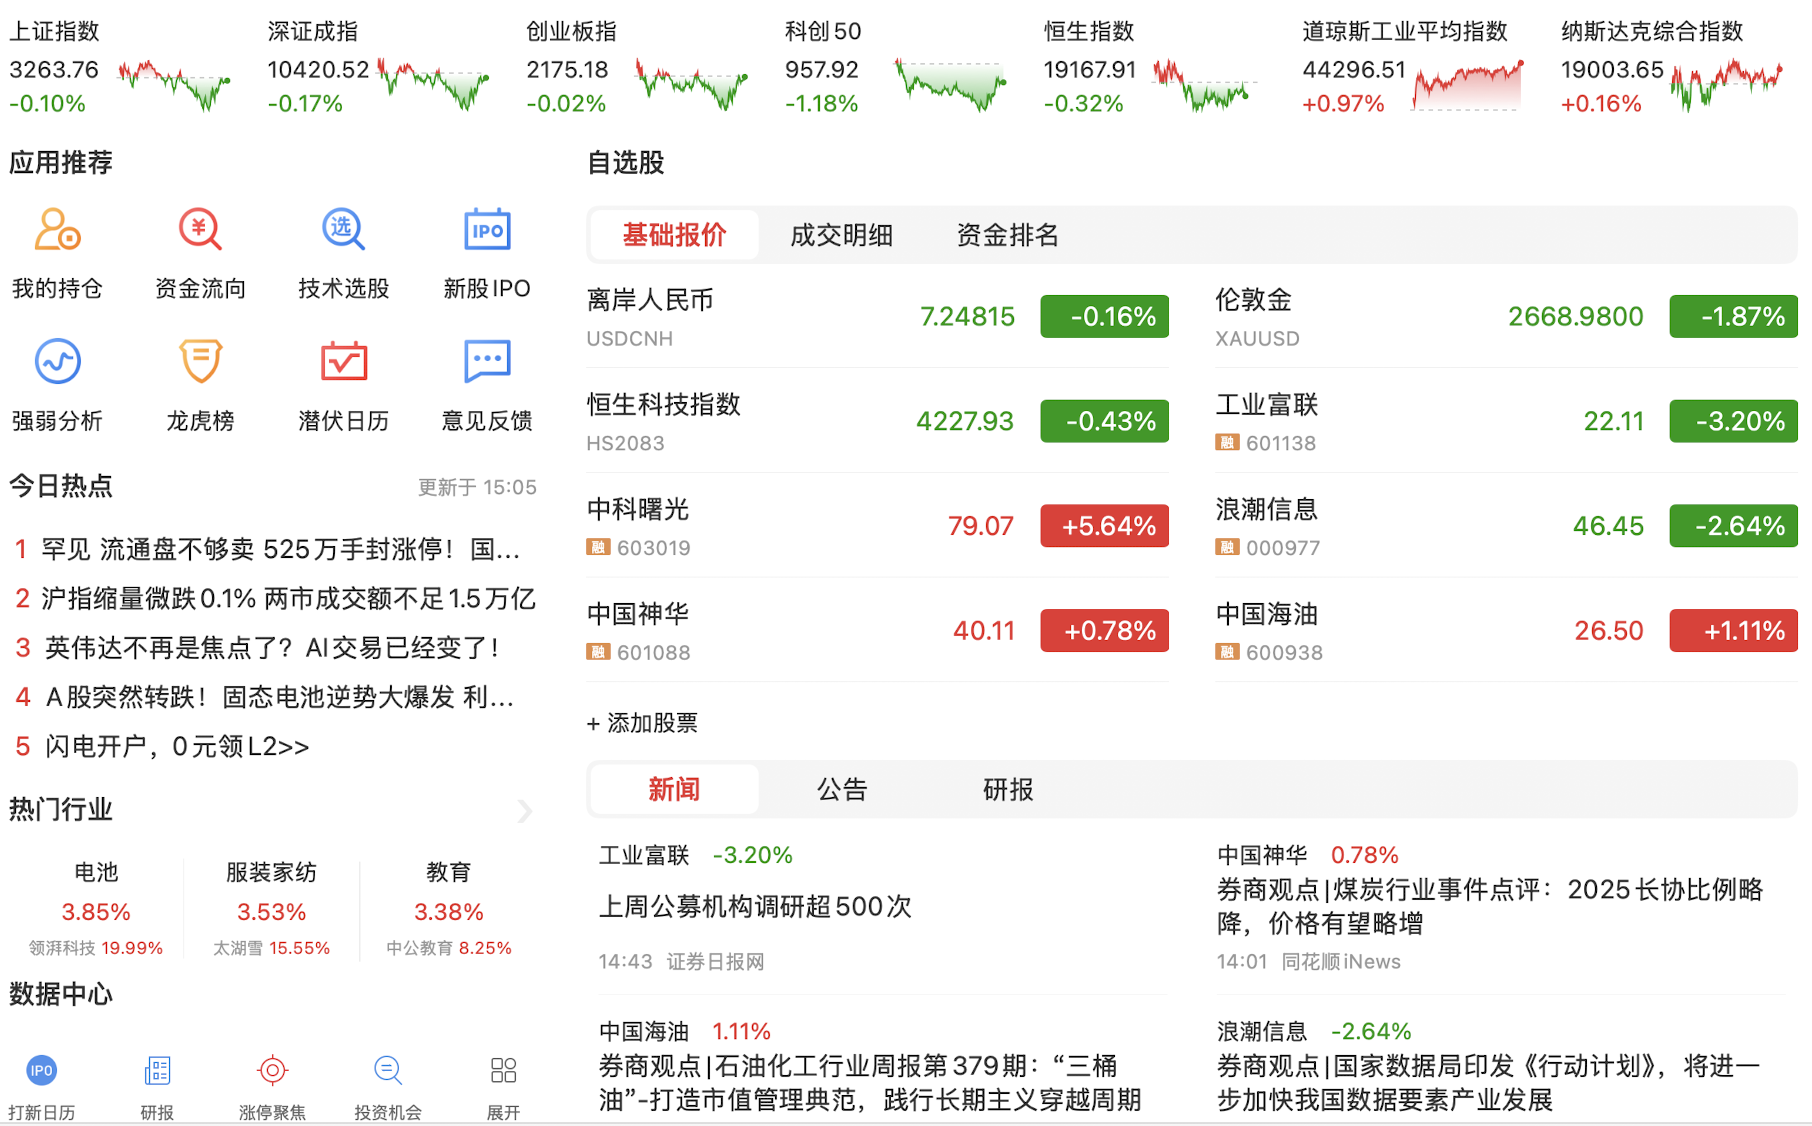 上证指数
3263.76
-0.10%
深证成指
10420.52
-0.17%
创业板指
2175.18
-0.02%
科创50
957.92
-1.18%
恒生指数
19167.91
-0.32%
道琼斯工业平均指数
44296.51
+0.97%
纳斯达克综合指数
19003.65
+0.16%
应用推荐
¥
选
IPO
我的持仓
资金流向
技术选股
新股IPO
强弱分析
龙虎榜
潜伏日历
意见反馈
今日热点
更新于 15:05
1 罕见 流通盘不够卖 525万手封涨停！国...
2 沪指缩量微跌0.1% 两市成交额不足1.5万亿
3 英伟达不再是焦点了？AI交易已经变了！
4 A股突然转跌！固态电池逆势大爆发 利...
5 闪电开户，0元领L2>>
热门行业
电池
3.85%
领湃科技 19.99%
服装家纺
3.53%
太湖雪 15.55%
教育
3.38%
中公教育 8.25%
数据中心
IPO
打新日历
研报
涨停聚焦
投资机会
展开
自选股
基础报价 成交明细 资金排名
离岸人民币
USDCNH
7.24815
-0.16%
伦敦金
XAUUSD
2668.9800
-1.87%
恒生科技指数
HS2083
4227.93
-0.43%
工业富联
融 601138
22.11
-3.20%
中科曙光
融 603019
79.07
+5.64%
浪潮信息
融 000977
46.45
-2.64%
中国神华
融 601088
40.11
+0.78%
中国海油
融 600938
26.50
+1.11%
+ 添加股票
新闻 公告 研报
工业富联 -3.20%
上周公募机构调研超500次
14:43 证券日报网
中国神华 0.78%
券商观点|煤炭行业事件点评：2025长协比例略
降，价格有望略增
14:01 同花顺iNews
中国海油 1.11%
券商观点|石油化工行业周报第379期：“三桶
油”-打造市值管理典范，践行长期主义穿越周期
浪潮信息 -2.64%
券商观点|国家数据局印发《行动计划》，将进一
步加快我国数据要素产业发展